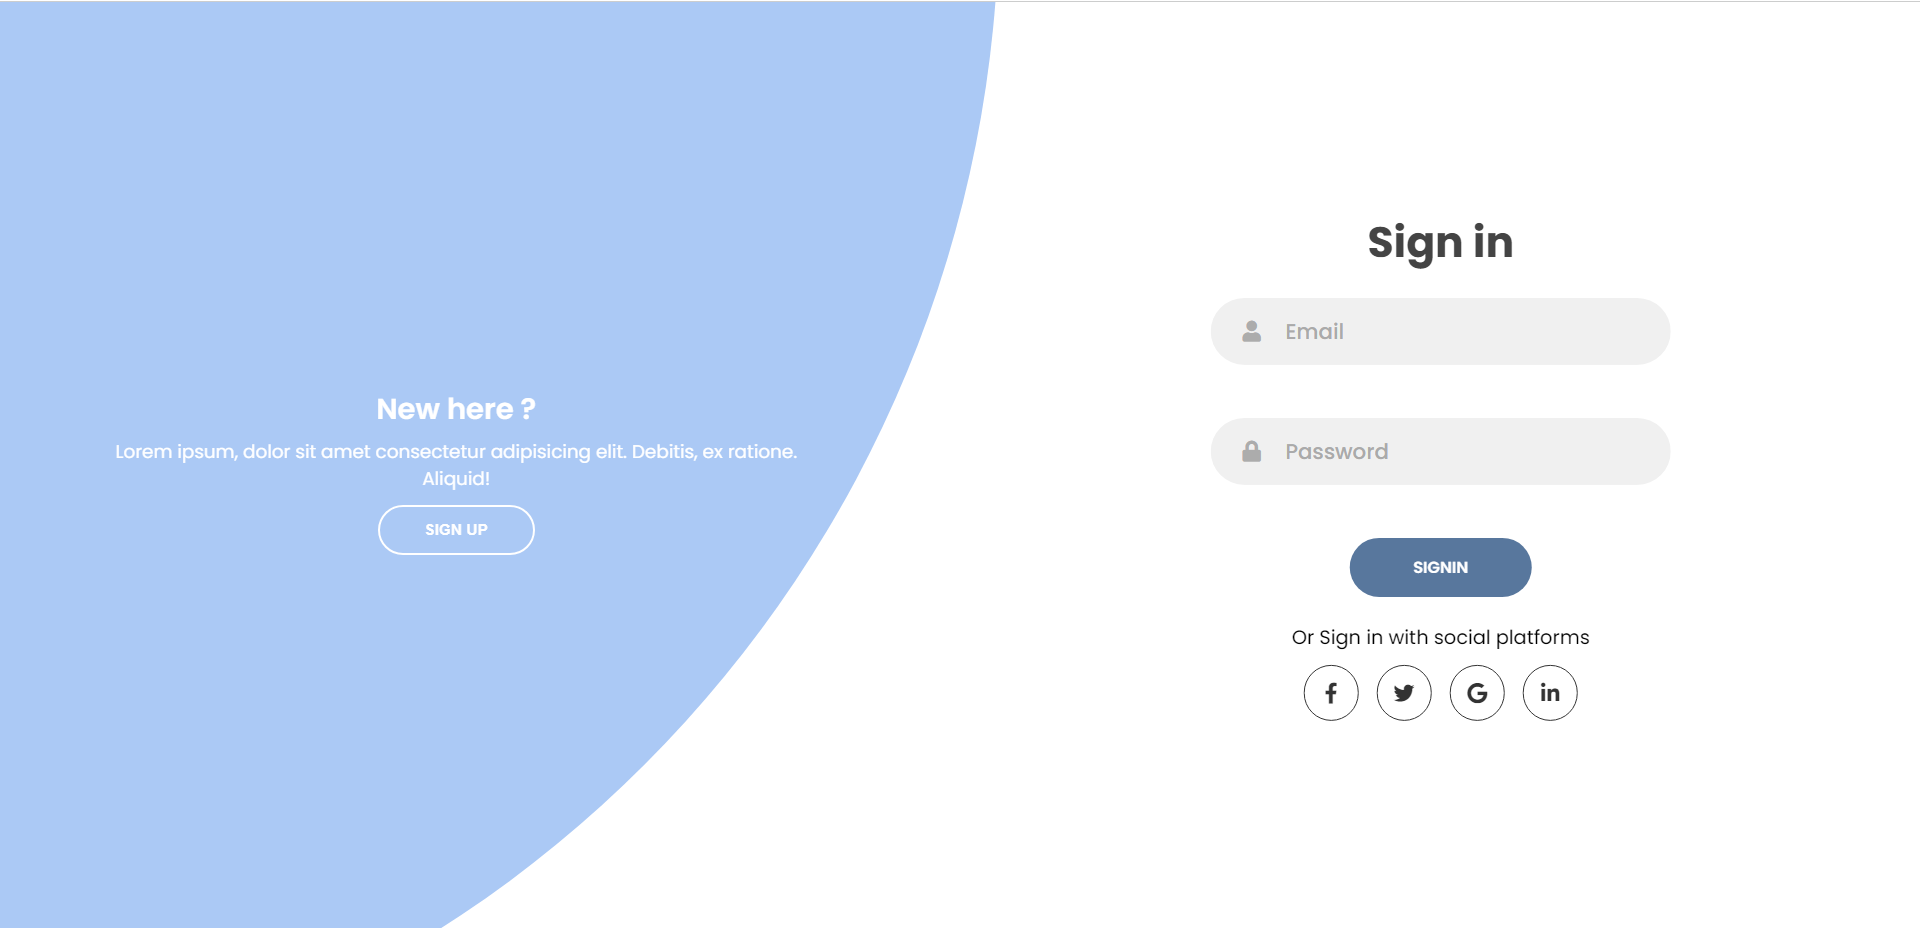 New here ?
Lorem ipsum, dolor sit amet consectetur adipisicing elit. Debitis, ex ratione.
Aliquid!
SIGN UP
Sign in
Email
Password
SIGNIN
Or Sign in with social platforms